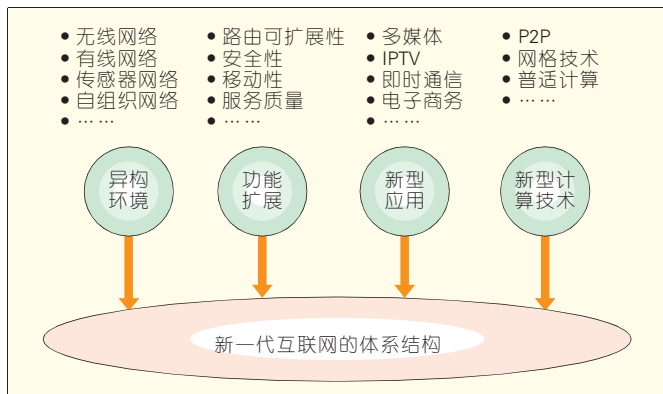 • 无线网络
• 有线网络
• 传感器网络
• 自组织网络
• ……
• 路由可扩展性
• 安全性
• 移动性
• 服务质量
• ……
• 多媒体
• IPTV
• 即时通信
• 电子商务
• ……
• P2P
• 网格技术
• 普适计算
• ……
异构
环境
功能
扩展
新型
应用
新型计
算技术
新一代互联网的体系结构